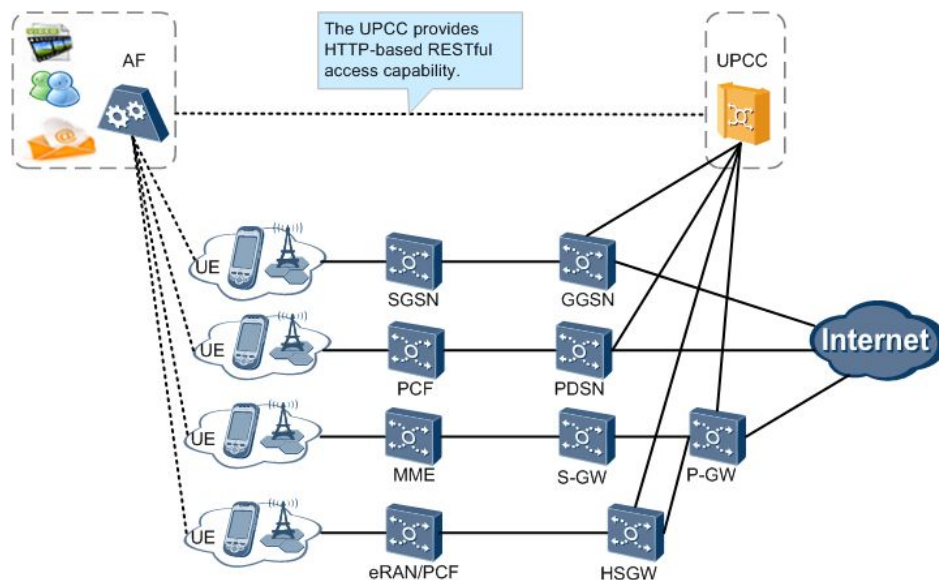 The UPCC provides
HTTP-based RESTful
access capability.
AF
UPCC
UE
SGSN
GGSN
Internet
UE
PCF
PDSN
UE
MME
S-GW
P-GW
UE
eRAN/PCF
HSGW